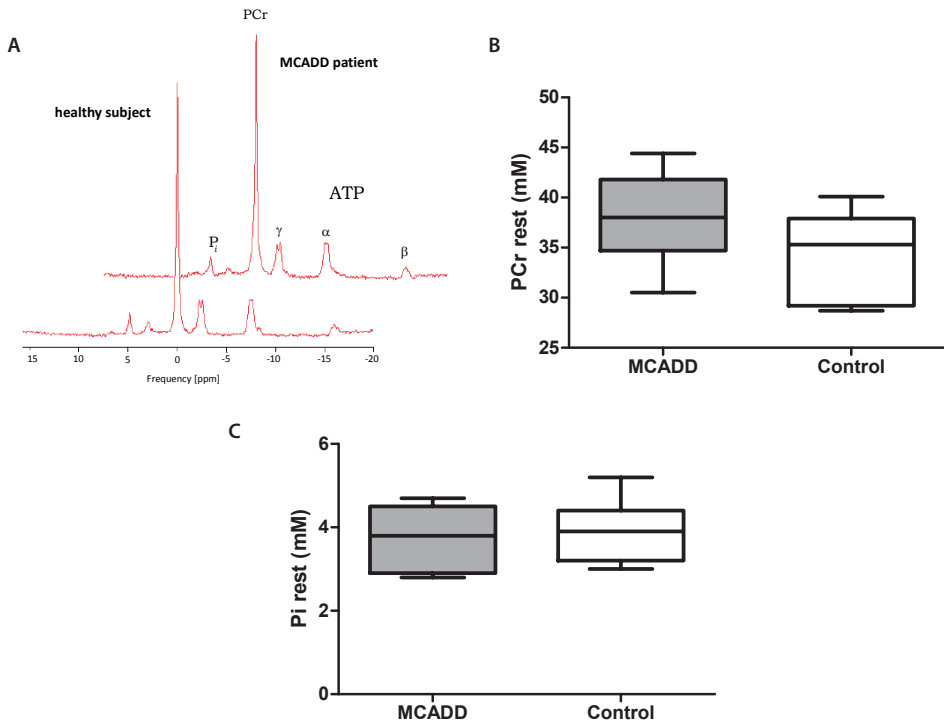 A
PCr
MCADD patient
healthy subject
ATP
Pi
γ
α
β
15 10 5 0 -5 -10 -15 -20
Frequency [ppm]
B
PCr rest (mM)
50
45
40
35
30
25
MCADD Control
C
Pi rest (mM)
6
4
2
0
MCADD Control